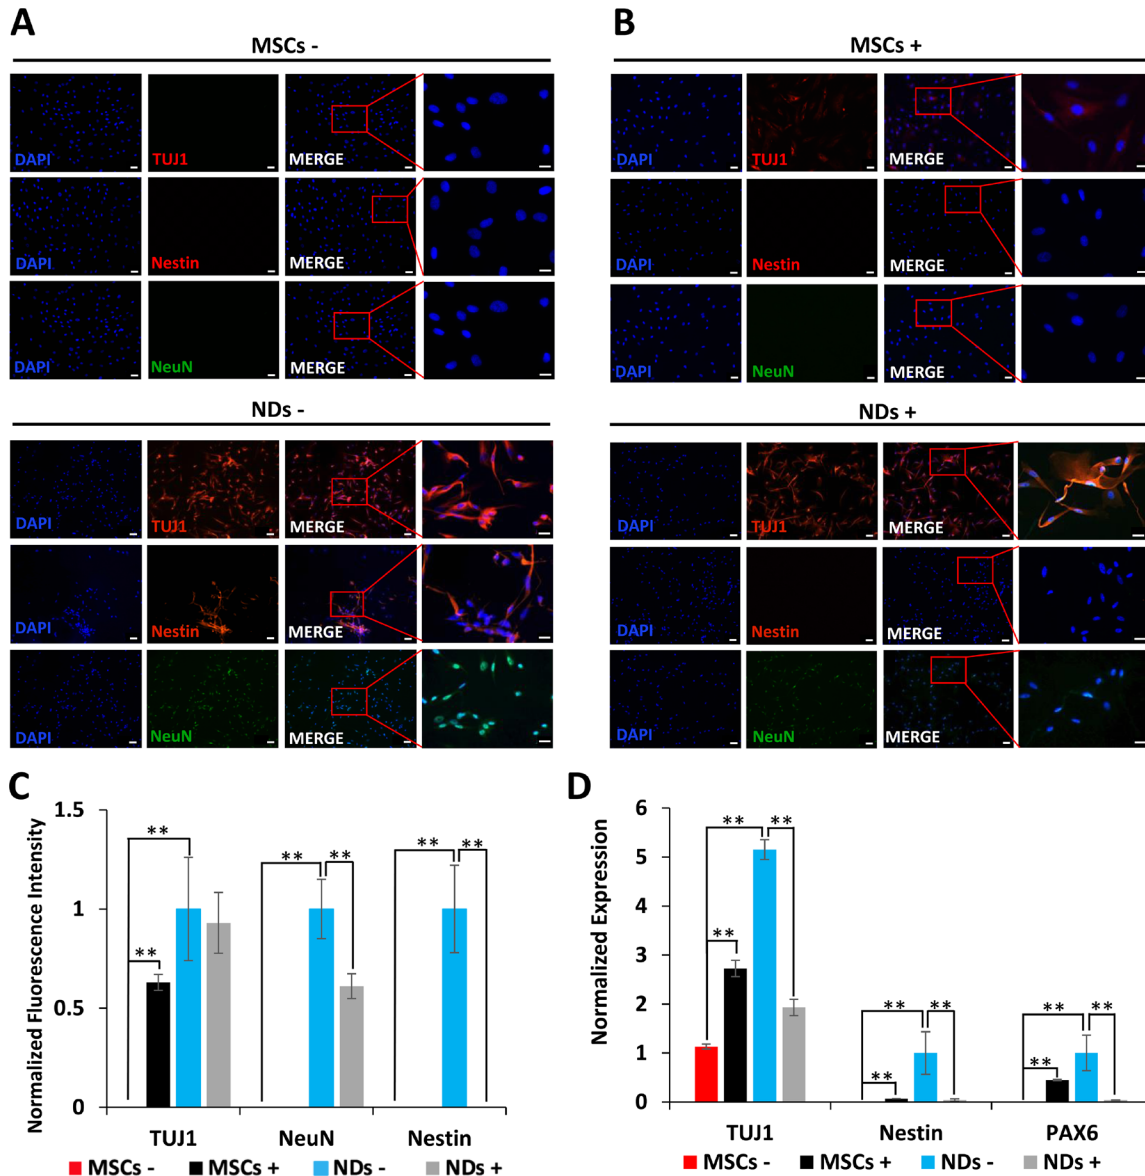 A
MSCs -
DAPI TUJ1 MERGE
DAPI Nestin MERGE
DAPI NeuN MERGE
NDs -
DAPI TUJ1 MERGE
DAPI Nestin MERGE
DAPI NeuN MERGE
B
MSCs +
DAPI TUJ1 MERGE
DAPI Nestin MERGE
DAPI NeuN MERGE
NDs +
DAPI TUJ1 MERGE
DAPI Nestin MERGE
DAPI NeuN MERGE
C
Normalized Fluorescence Intensity
1.5
1
0.5
0
** ** ** ** ** **
TUJ1 NeuN Nestin
MSCs - MSCs + NDs - NDs +
D
Normalized Expression
6
5
4
3
2
1
0
** ** ** ** ** ** ** ** **
TUJ1 Nestin PAX6
MSCs - MSCs + NDs - NDs +